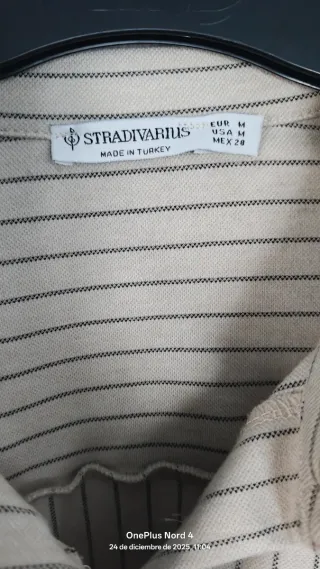 STRADIVARIUS
MADE IN TURKEY
EUR M
USA M
MEX 28
OnePlus Nord 4
24 de diciembre de 2025, 11:04